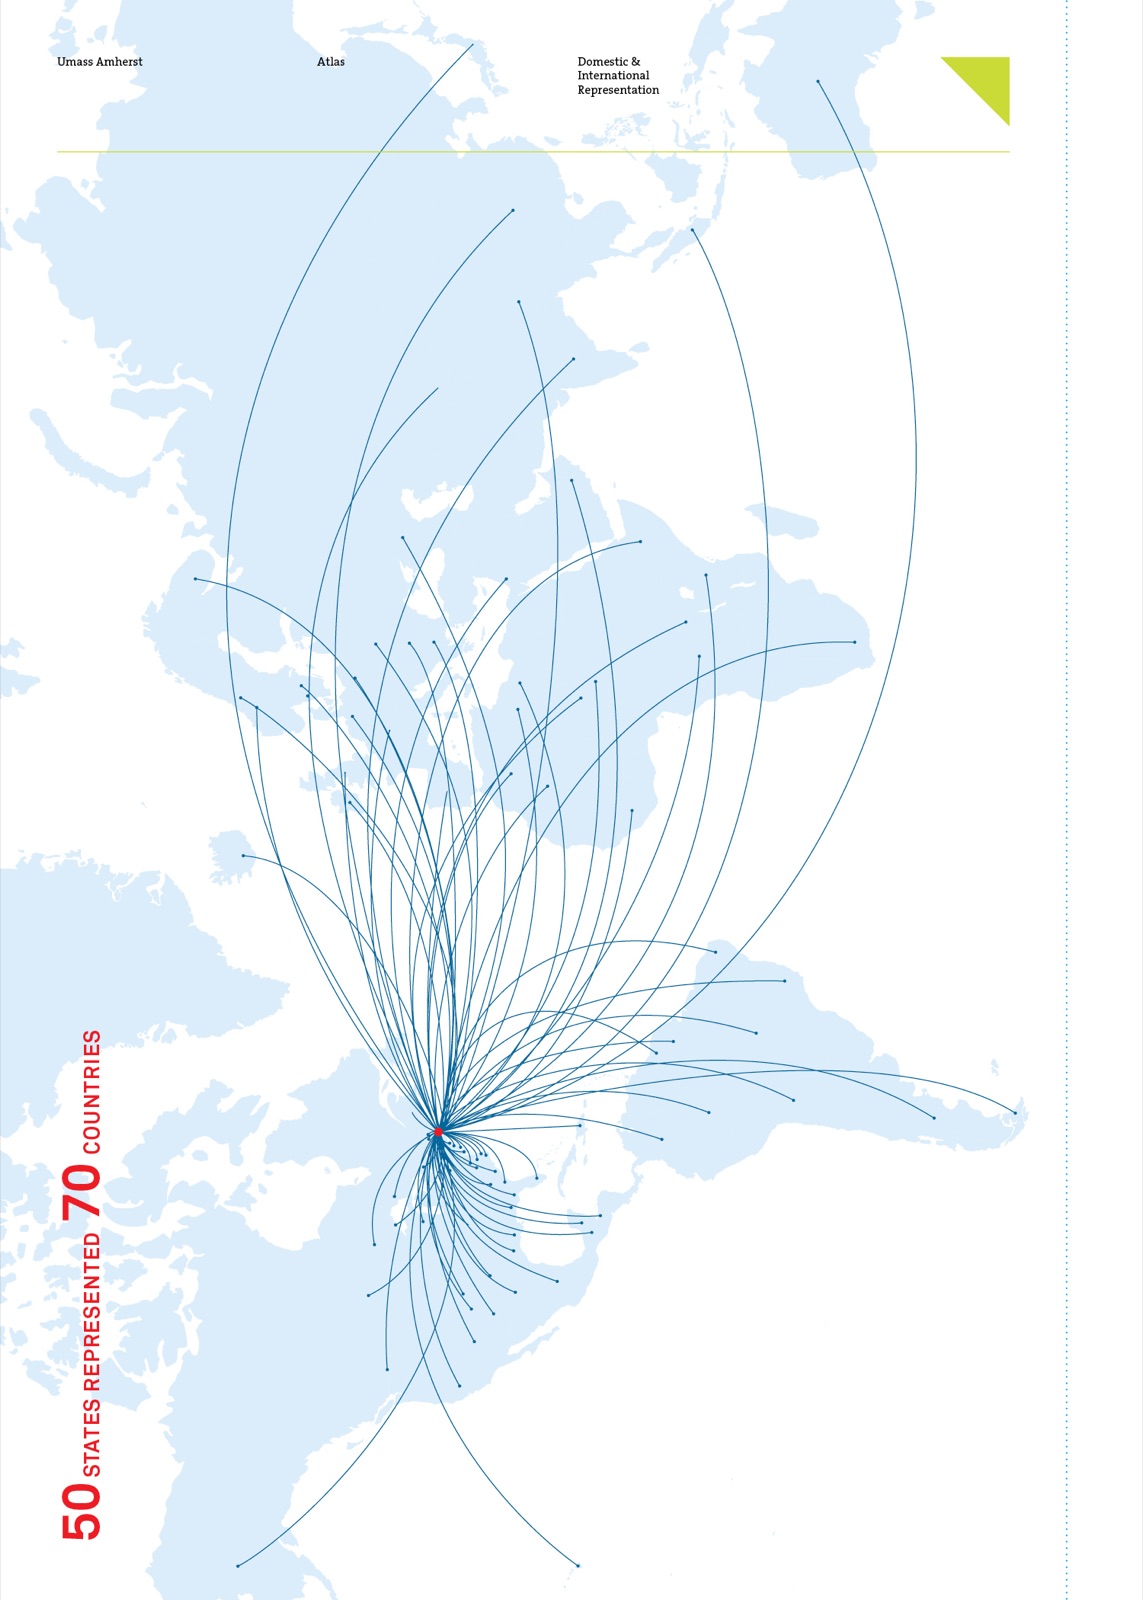 Umass Amherst
Atlas
Domestic &
International
Representation
50 STATES REPRESENTED 70 COUNTRIES